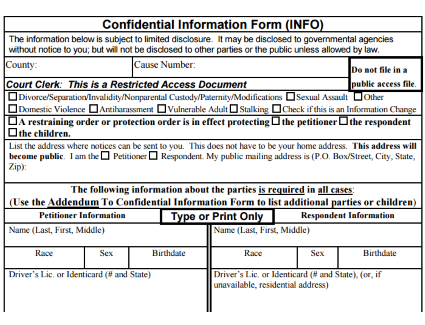 Confidential Information Form (INFO)
The information below is subject to limited disclosure. It may be disclosed to governmental agencies
without notice to you; but will not be disclosed to other parties or the public unless allowed by law.
County:
Cause Number:
Do not file in a
public access file.
Court Clerk: This is a Restricted Access Document
Divorce/Separation/Invalidity/Nonparental Custody/Paternity/Modifications Sexual Assault Other
Domestic Violence Antiharassment Vulnerable Adult Stalking Check if this is an Information Change
A restraining order or protection order is in effect protecting the petitioner the respondent
the children.
List the address where notices can be sent to you. This does not have to be your home address. This address will
become public. I am the Petitioner Respondent. My public mailing address is (P.O. Box/Street, City, State,
Zip):
The following information about the parties is required in all cases:
(Use the Addendum To Confidential Information Form to list additional parties or children)
Petitioner Information Type or Print Only Respondent Information
Name (Last, First, Middle) Name (Last, First, Middle)
Race Sex Birthdate Race Sex Birthdate
Driver's Lic. or Identicard (# and State) Driver's Lic. or Identicard (# and State), (or, if
unavailable, residential address)